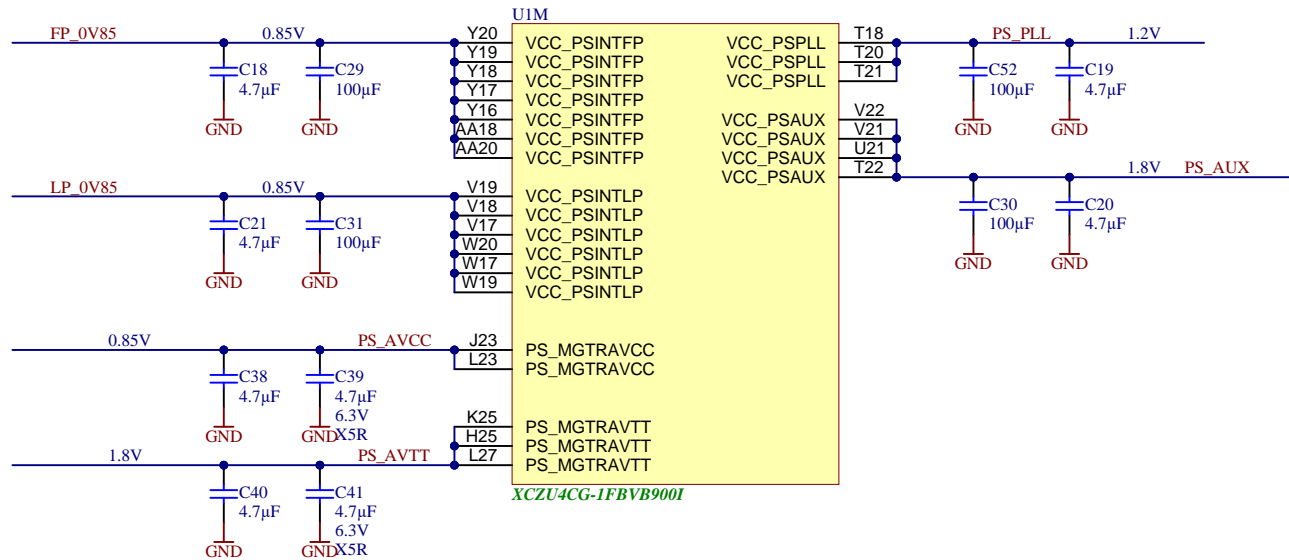 U1M
FP_0V85 0.85V Y20 VCC_PSINTFP VCC_PSPLL T18 PS_PLL 1.2V
Y19 VCC_PSINTFP VCC_PSPLL T20
C18 C29 Y18 VCC_PSINTFP VCC_PSPLL T21 C52 C19
4.7µF 100µF Y17 VCC_PSINTFP 100µF 4.7µF
GND GND Y16 VCC_PSINTFP VCC_PSAUX V22 GND GND
AA18 VCC_PSINTFP VCC_PSAUX V21
AA20 VCC_PSINTFP VCC_PSAUX U21
VCC_PSAUX T22 1.8V PS_AUX
LP_0V85 0.85V V19 VCC_PSINTLP
V18 VCC_PSINTLP C30 C20
C21 C31 V17 VCC_PSINTLP 100µF 4.7µF
4.7µF 100µF W20 VCC_PSINTLP
GND GND W17 VCC_PSINTLP GND GND
W19 VCC_PSINTLP
0.85V PS_AVCC J23 PS_MGTRAVCC
L23 PS_MGTRAVCC
C38 C39
4.7µF 4.7µF
6.3V
GND GND X5R
K25 PS_MGTRAVTT
H25 PS_MGTRAVTT
1.8V PS_AVTT L27 PS_MGTRAVTT
C40 C41 XCZU4CG-1FBVB900I
4.7µF 4.7µF
6.3V
GND GND X5R